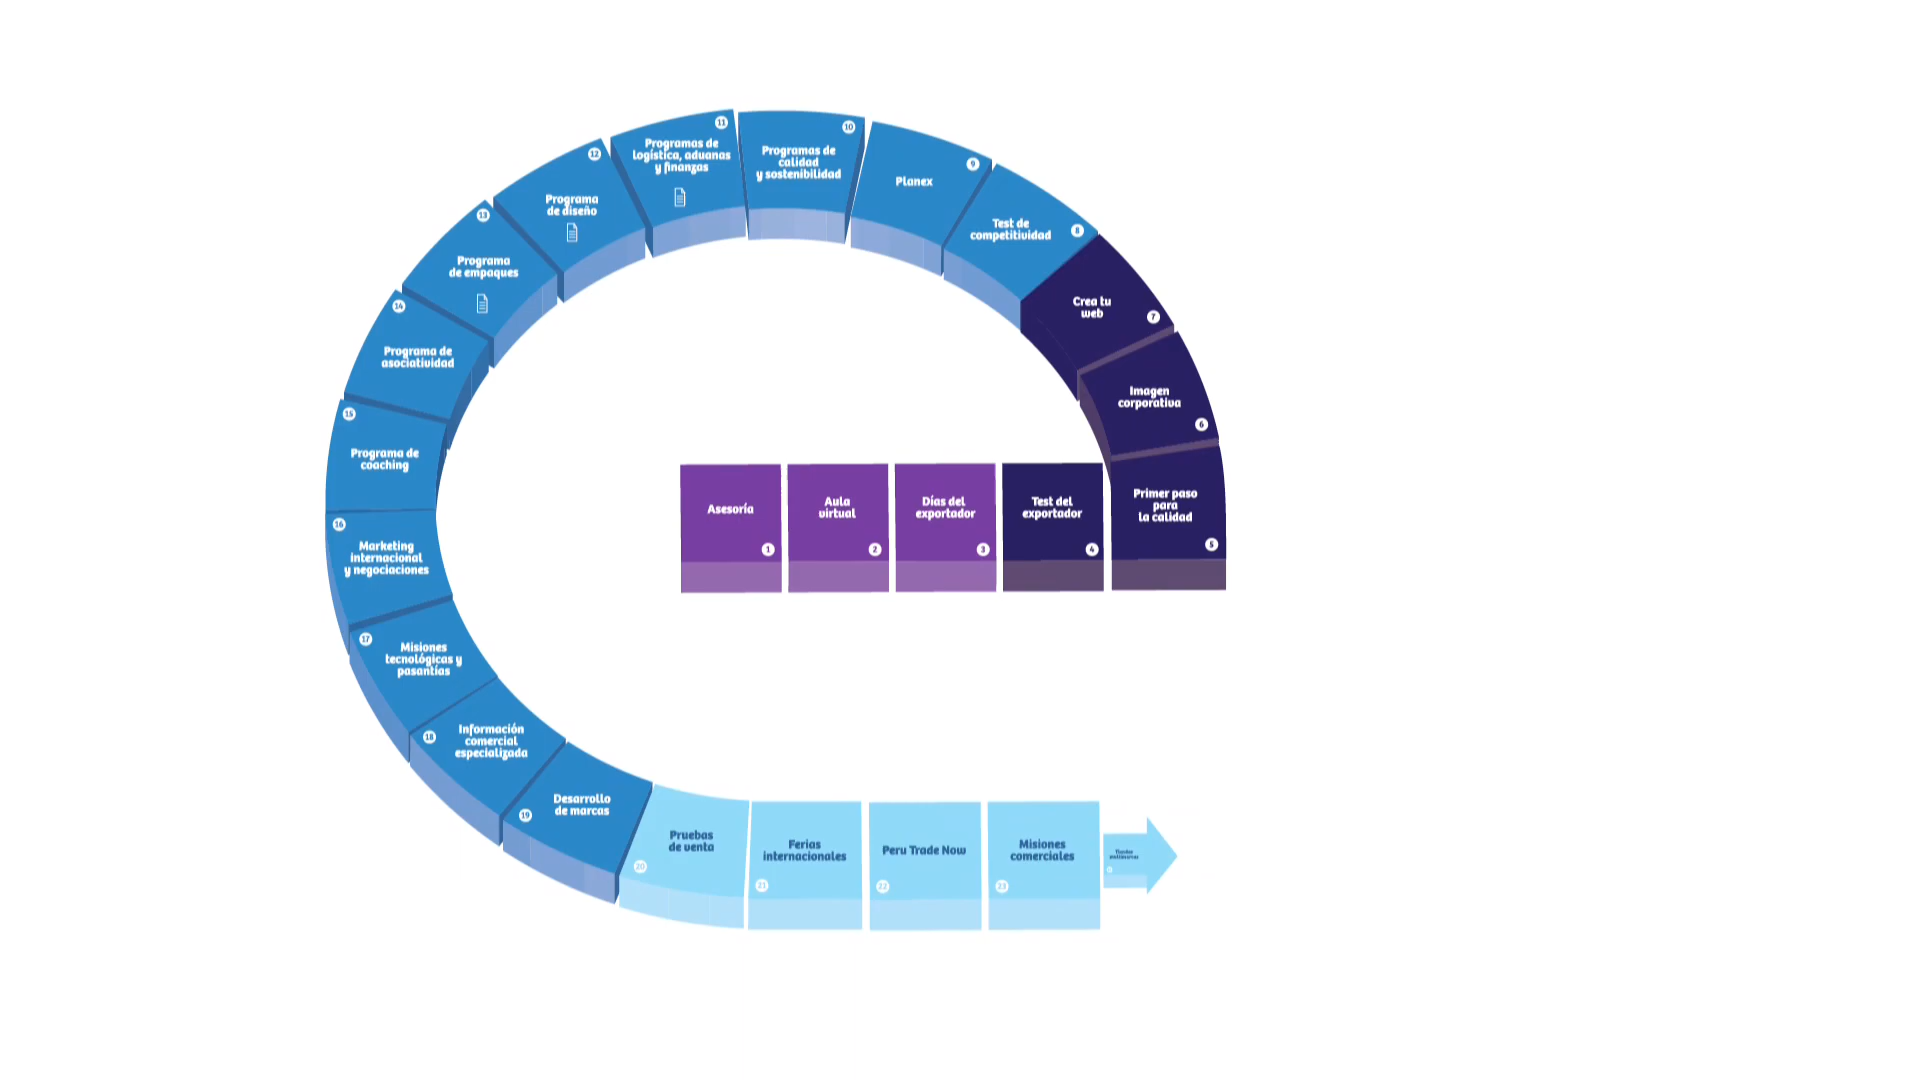 Asesoría
1
Aula
virtual
2
Días del
exportador
3
Test del
exportador
4
Primer paso
para
la calidad
5
Imagen
corporativa
6
Crea tu
web
7
Test de
competitividad
8
Planex
9
Programas de
calidad
y sostenibilidad
10
Programas de
logística, aduanas
y finanzas
11
Programa
de diseño
12
Programa
de empaques
13
Programa de
asociatividad
14
Programa de
coaching
15
Marketing
internacional
y negociaciones
16
Misiones
tecnológicas y
pasantías
17
Información
comercial
especializada
18
Desarrollo
de marcas
19
Pruebas
de venta
20
Ferias
internacionales
21
Peru Trade Now
22
Misiones
comerciales
23